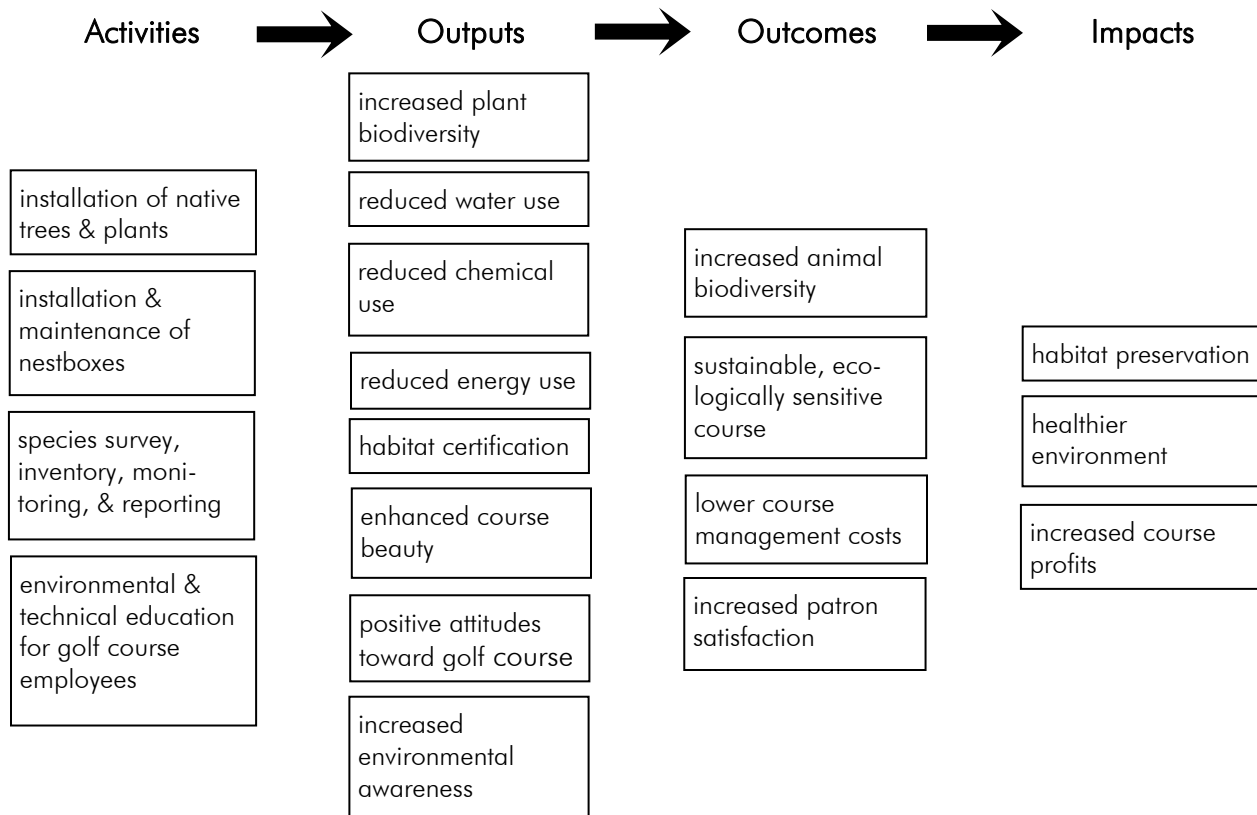 Activities
Outputs
Outcomes
Impacts
installation of native
trees & plants
installation &
maintenance of
nestboxes
species survey,
inventory, moni-
toring, & reporting
environmental &
technical education
for golf course
employees
increased plant
biodiversity
reduced water use
reduced chemical
use
reduced energy use
habitat certification
enhanced course
beauty
positive attitudes
toward golf course
increased
environmental
awareness
increased animal
biodiversity
sustainable, eco-
logically sensitive
course
lower course
management costs
increased patron
satisfaction
habitat preservation
healthier
environment
increased course
profits